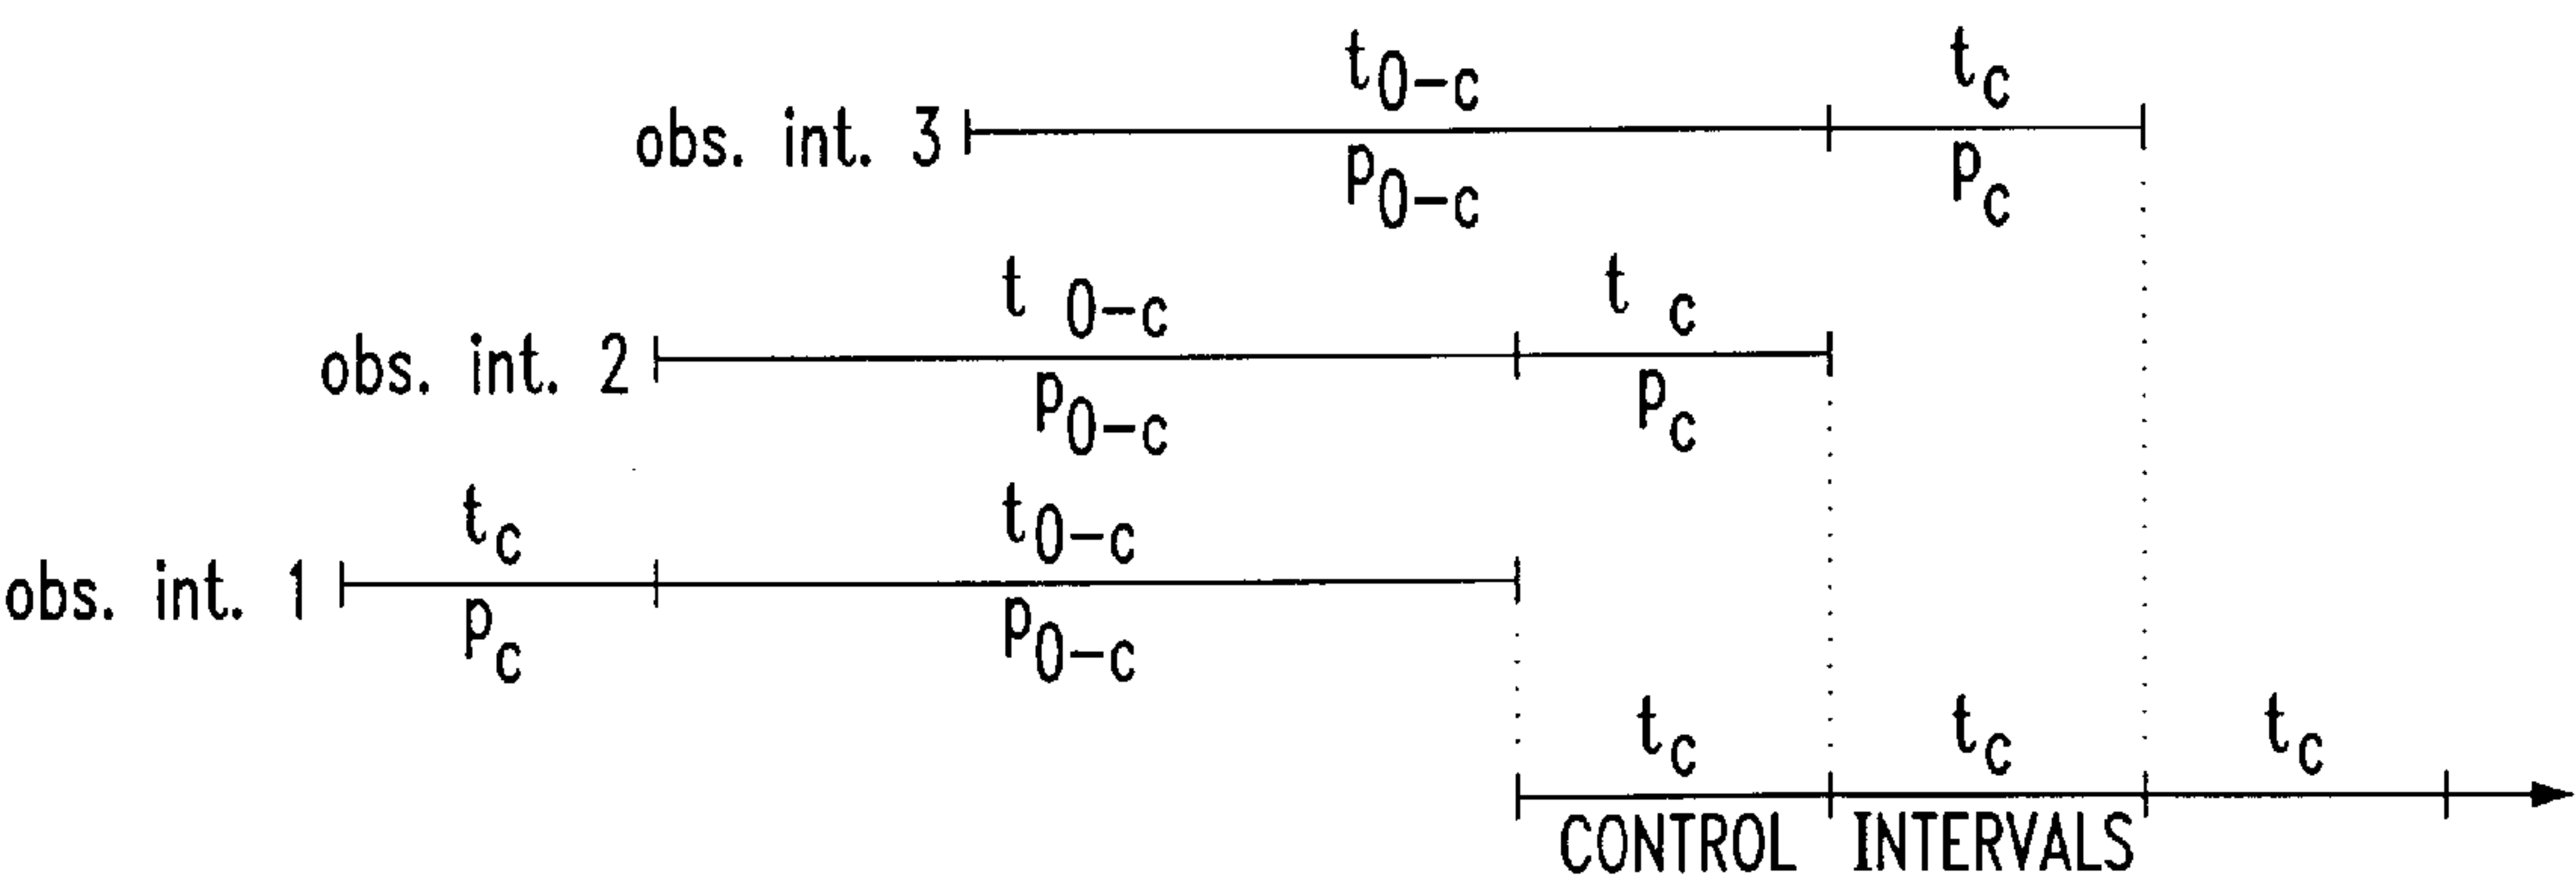 t0-c tc
obs. int. 3
p0-c pc
t 0-c t c
obs. int. 2
p0-c pc
tc t0-c
obs. int. 1
pc p0-c
tc tc tc
CONTROL INTERVALS